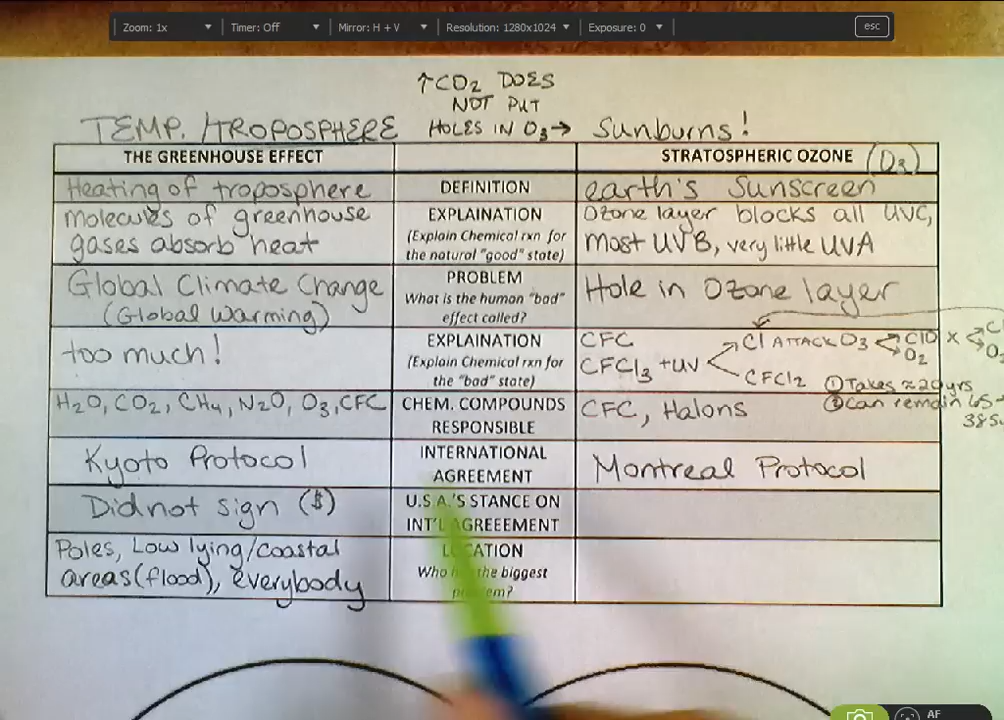 Zoom: 1x Timer: Off Mirror: H + V Resolution: 1280x1024 Exposure: 0 esc
↑CO2 DOES
NOT PUT
TEMP. /TROPOSPHERE HOLES IN O3→ Sunburns!
THE GREENHOUSE EFFECT STRATOSPHERIC OZONE (O3)
Heating of troposphere DEFINITION earth's Sunscreen
molecules of greenhouse EXPLAINATION Ozone layer blocks all UVC,
gases absorb heat (Explain Chemical rxn for most UVB, very little UVA
the natural "good" state)
Global Climate Change PROBLEM Hole in Ozone layer
(Global Warming) What is the human "bad"
effect called?
too much! EXPLAINATION CFC Cl ATTACK O3 ClO X
(Explain Chemical rxn for CFCl3 +UV O2
the "bad" state) CFCl2 ① Takes ≈20yrs
H2O, CO2, CH4, N2O, O3, CFC CHEM. COMPOUNDS CFC, Halons ② Can remain
RESPONSIBLE
Kyoto Protocol INTERNATIONAL Montreal Protocol
AGREEMENT
Did not sign ($) U.S.A.'S STANCE ON
INT'L AGREEEMENT
Poles, Low lying/coastal LOCATION
areas(flood), everybody Who the biggest
AF